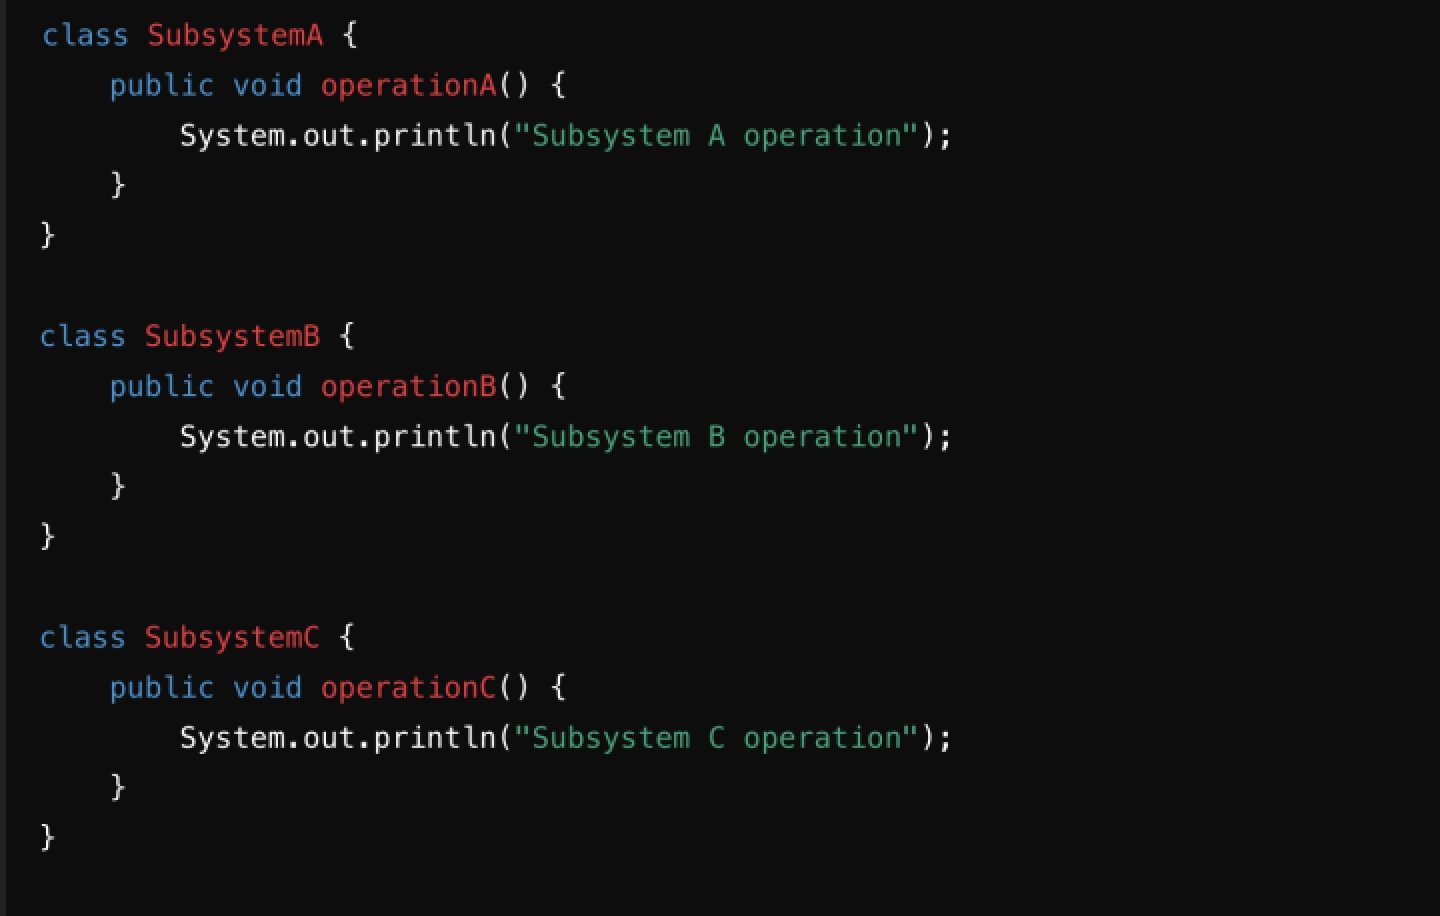 class SubsystemA {
    public void operationA() {
        System.out.println("Subsystem A operation");
    }
}

class SubsystemB {
    public void operationB() {
        System.out.println("Subsystem B operation");
    }
}

class SubsystemC {
    public void operationC() {
        System.out.println("Subsystem C operation");
    }
}